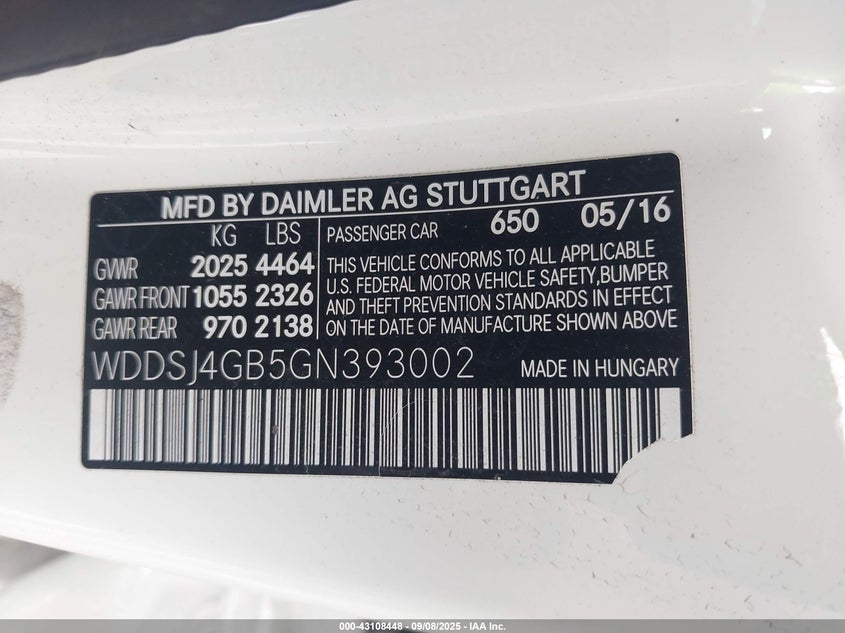 MFD BY DAIMLER AG STUTTGART
KG LBS
PASSENGER CAR 650 05/16
GVWR 2025 4464
GAWR FRONT 1055 2326
GAWR REAR 970 2138
THIS VEHICLE CONFORMS TO ALL APPLICABLE
U.S. FEDERAL MOTOR VEHICLE SAFETY,BUMPER
AND THEFT PREVENTION STANDARDS IN EFFECT
ON THE DATE OF MANUFACTURE SHOWN ABOVE
WDDSJ4GB5GN393002
MADE IN HUNGARY
000-43108448 - 09/08/2025 - IAA Inc.